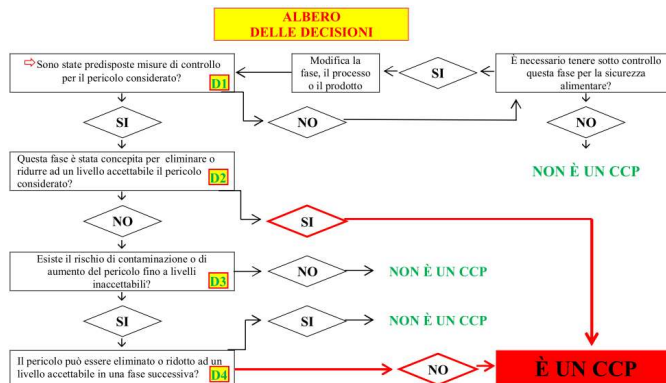 ALBERO
DELLE DECISIONI
⇨Sono state predisposte misure di controllo
per il pericolo considerato?
D1
Modifica la
fase, il processo
o il prodotto
SI
È necessario tenere sotto controllo
questa fase per la sicurezza
alimentare?
SI
NO
NO
NON È UN CCP
Questa fase è stata concepita per eliminare o
ridurre ad un livello accettabile il pericolo
considerato?
D2
NO
SI
Esiste il rischio di contaminazione o di
aumento del pericolo fino a livelli
inaccettabili?
D3
NO
NON È UN CCP
SI
SI
NON È UN CCP
Il pericolo può essere eliminato o ridotto ad un
livello accettabile in una fase successiva?
D4
NO
È UN CCP